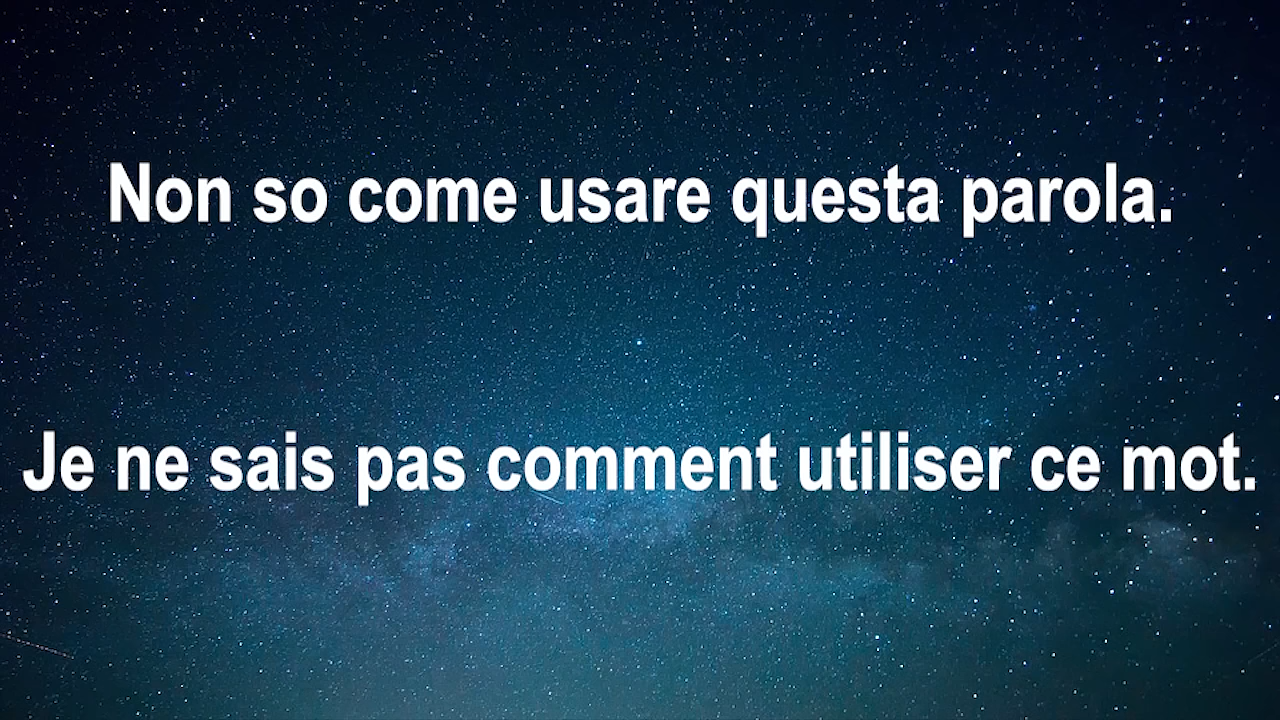 Non so come usare questa parola.
Je ne sais pas comment utiliser ce mot.